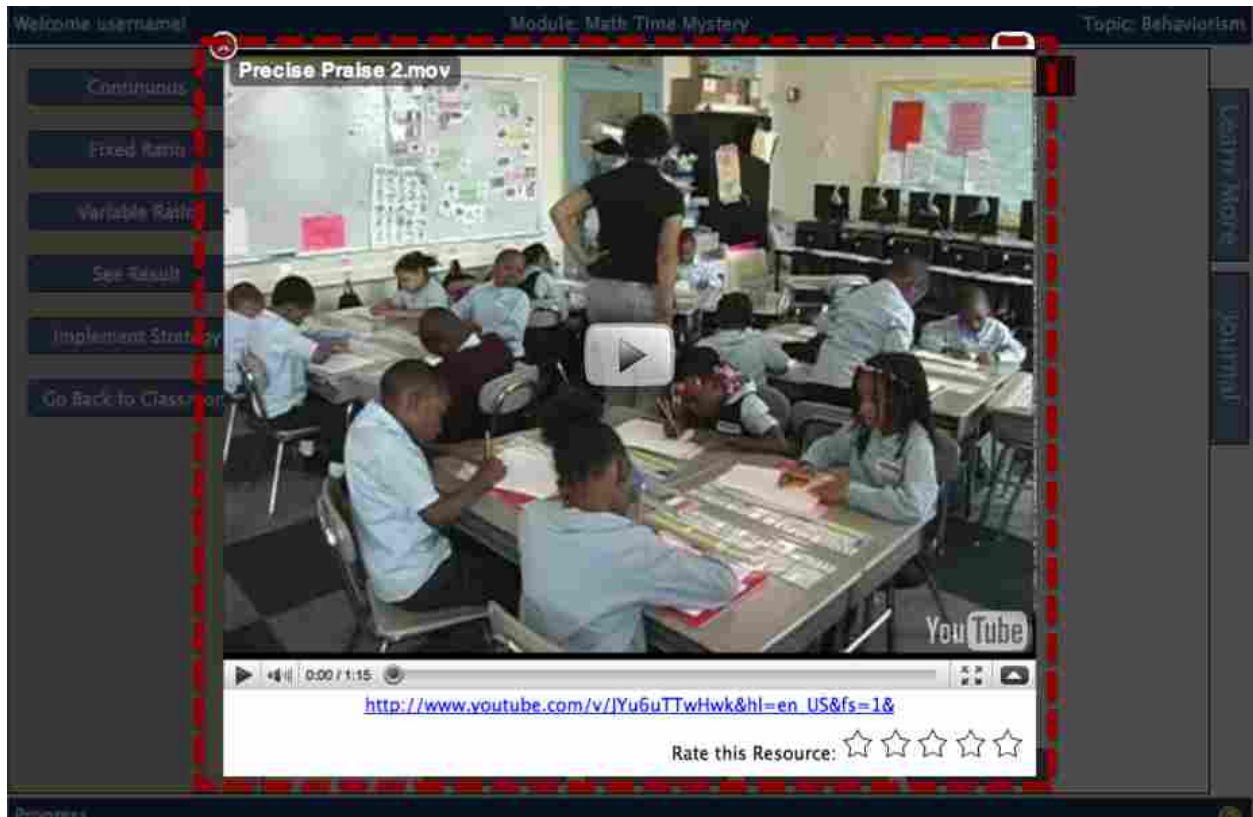 Welcome username!
Module: Math Time Mystery
Topic: Behaviorism
Precise Praise 2.mov
Continuous
Fixed Ratio
Variable Ratio
See Result
Implement Strategy
Go Back to Classroom
Learn More
Journal
YouTube
0:00 / 1:15
http://www.youtube.com/v/JYu6uTTwHwk&hl=en_US&fs=1&
Rate this Resource:
Progress